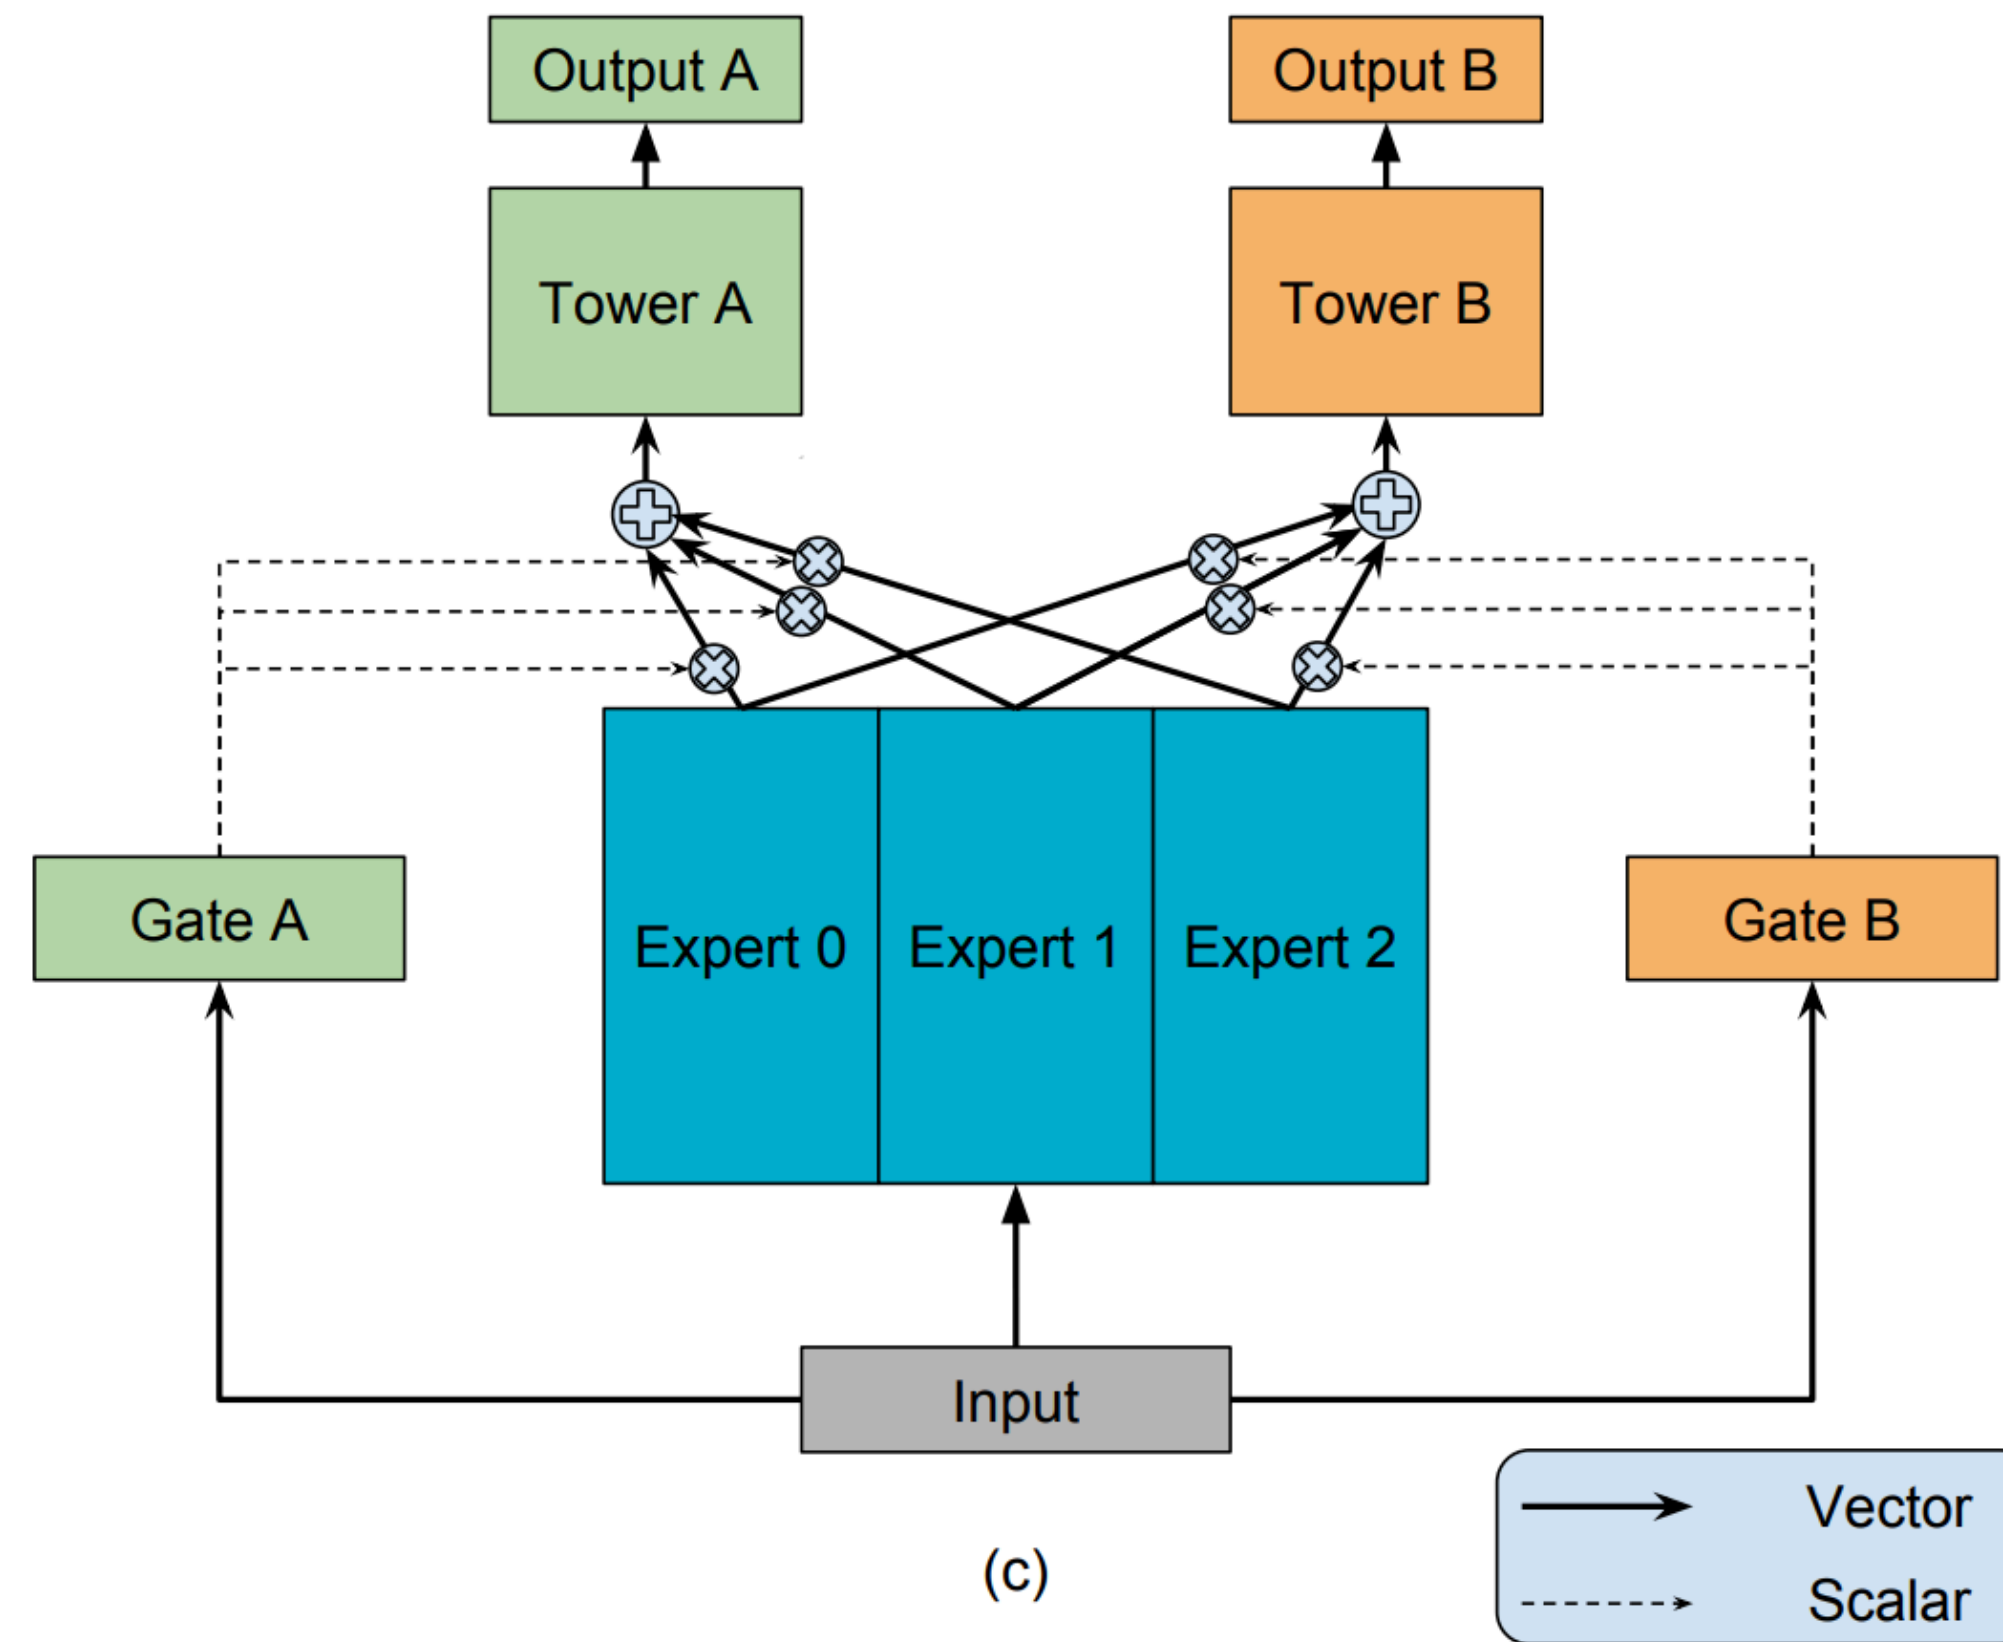 Output A
Output B
Tower A
Tower B
Gate A
Expert 0
Expert 1
Expert 2
Gate B
Input
Vector
Scalar
(c)